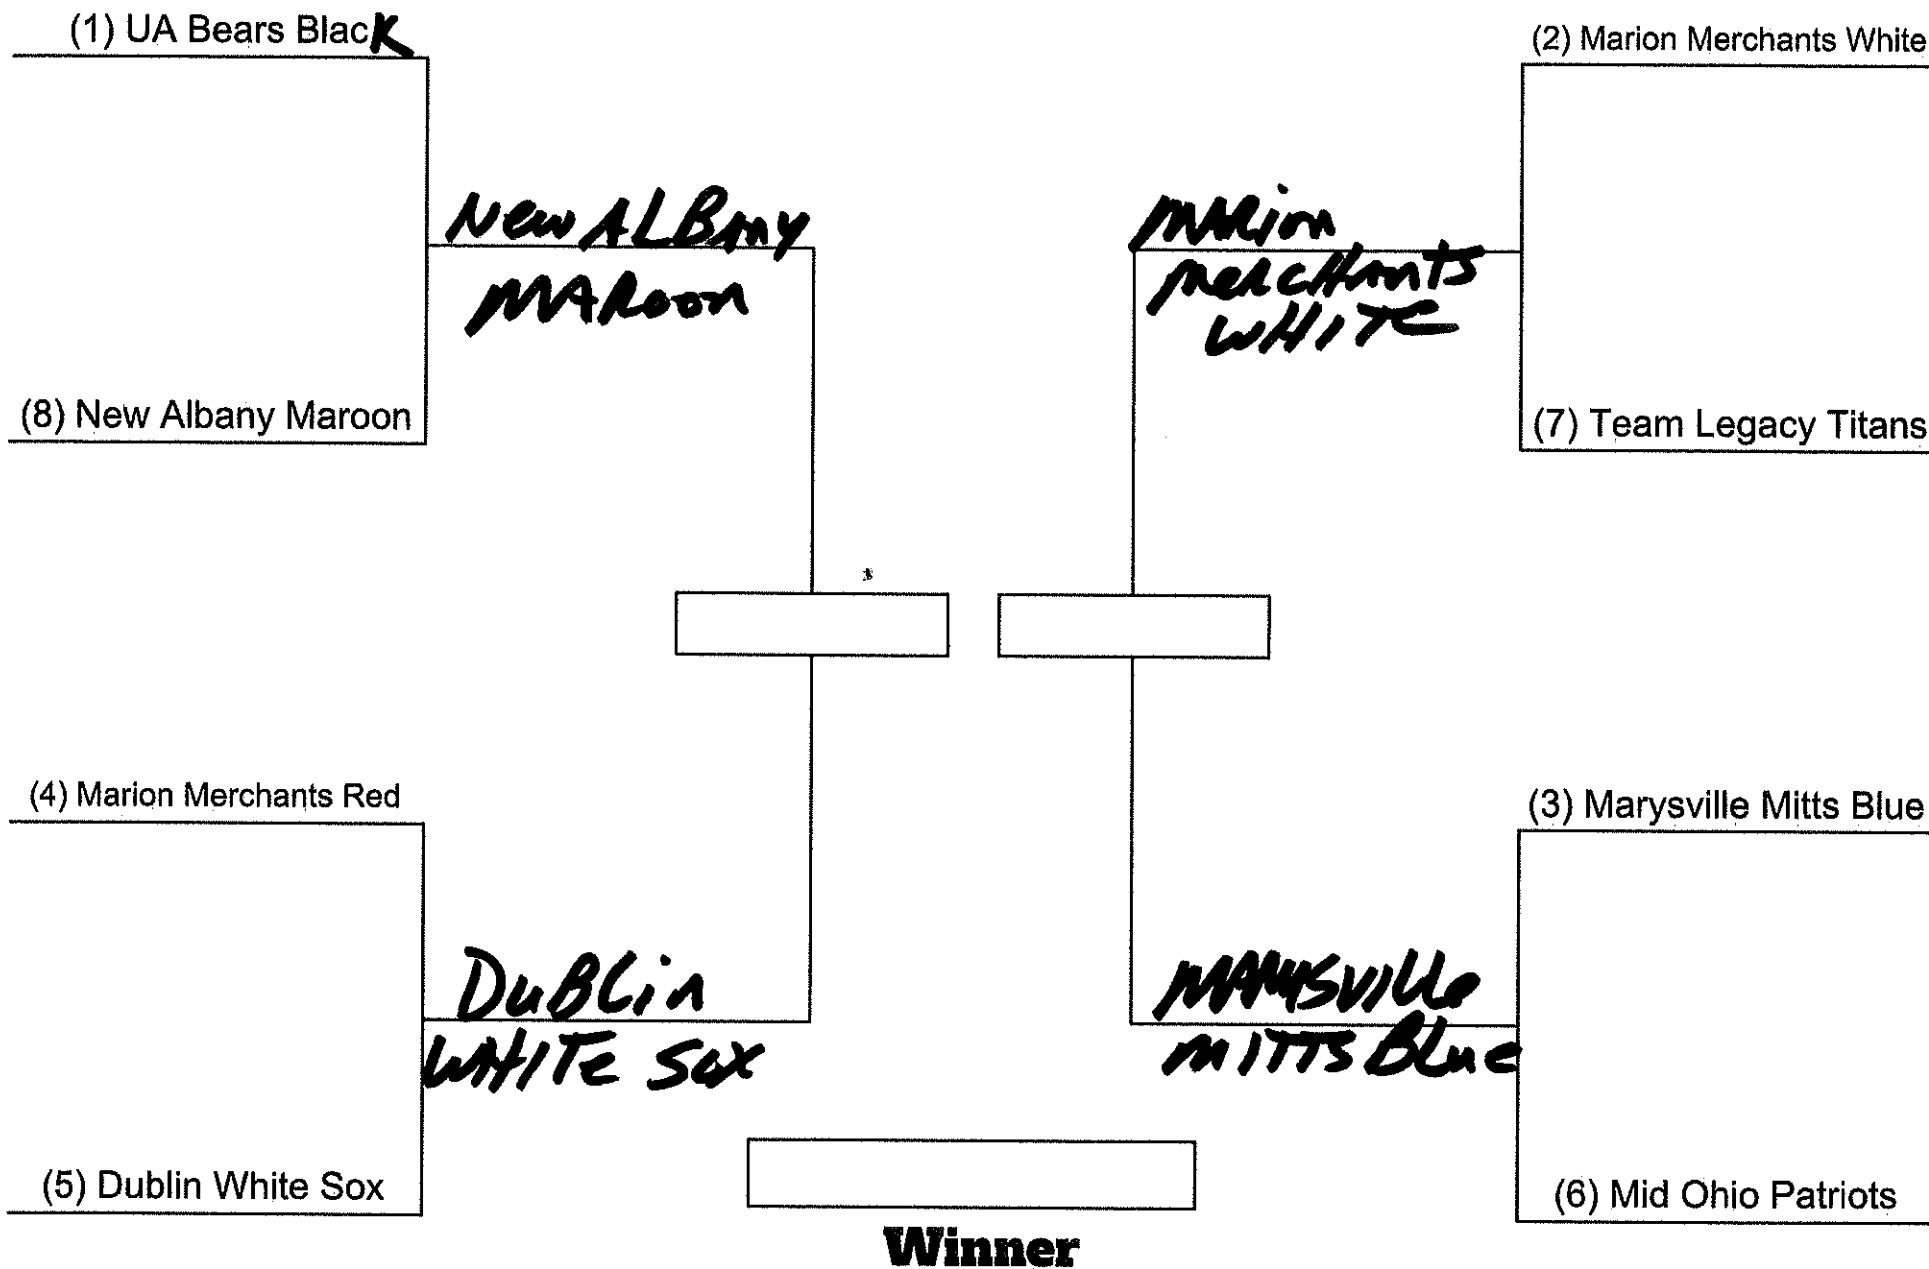 (1) UA Bears Black
(2) Marion Merchants White
New ALBany
MARoon
MARion
MercHants
WHITE
(8) New Albany Maroon
(7) Team Legacy Titans
(4) Marion Merchants Red
(3) Marysville Mitts Blue
DuBLin
WHITe Sox
MARYSVILLe
MITTS BLue
(5) Dublin White Sox
(6) Mid Ohio Patriots
Winner